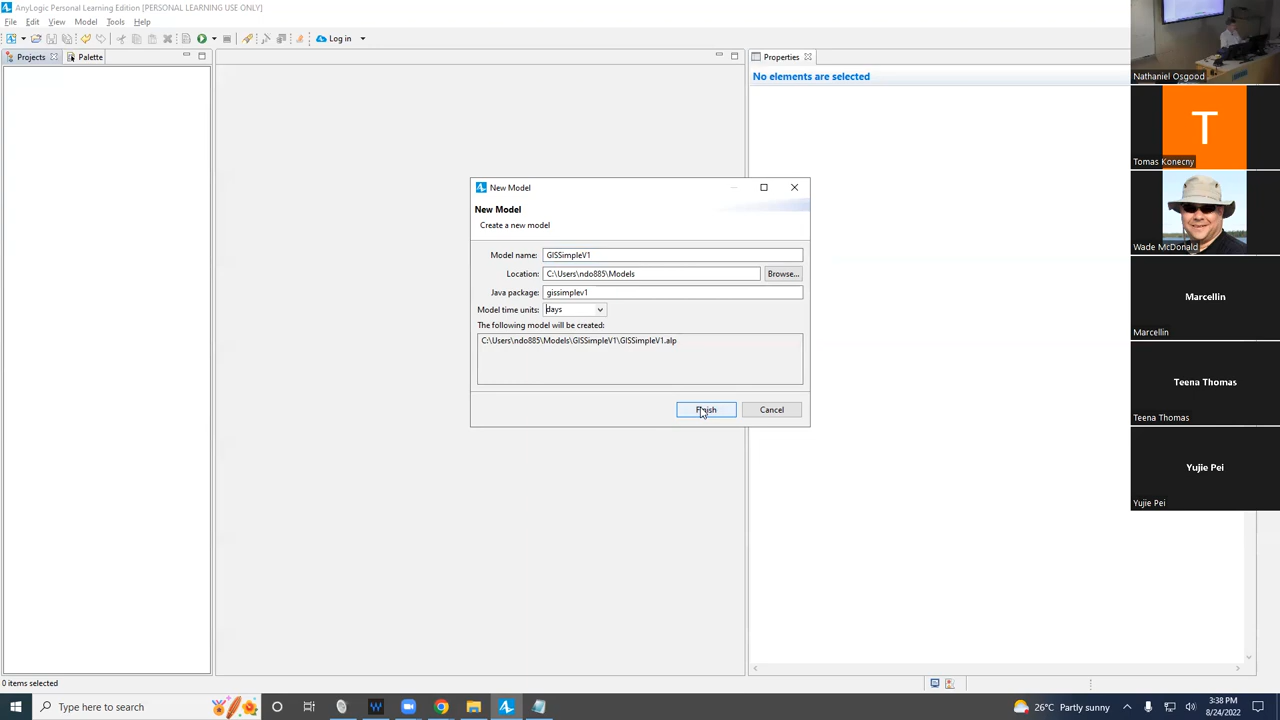 AnyLogic Personal Learning Edition [PERSONAL LEARNING USE ONLY]
File Edit View Model Tools Help
Log in
Projects
Palette
Properties
No elements are selected
New Model
New Model
Create a new model
Model name:
GISSimpleV1
Location:
C:\Users\ndo885\Models
Browse...
Java package:
gissimplev1
Model time units:
days
The following model will be created:
C:\Users\ndo885\Models\GISSimpleV1\GISSimpleV1.alp
Finish
Cancel
Nathaniel Osgood
T
Tomas Konecny
Wade McDonald
Marcellin
Marcellin
Teena Thomas
Teena Thomas
Yujie Pei
Yujie Pei
0 items selected
Type here to search
W
26°C Partly sunny
3:38 PM
8/24/2022